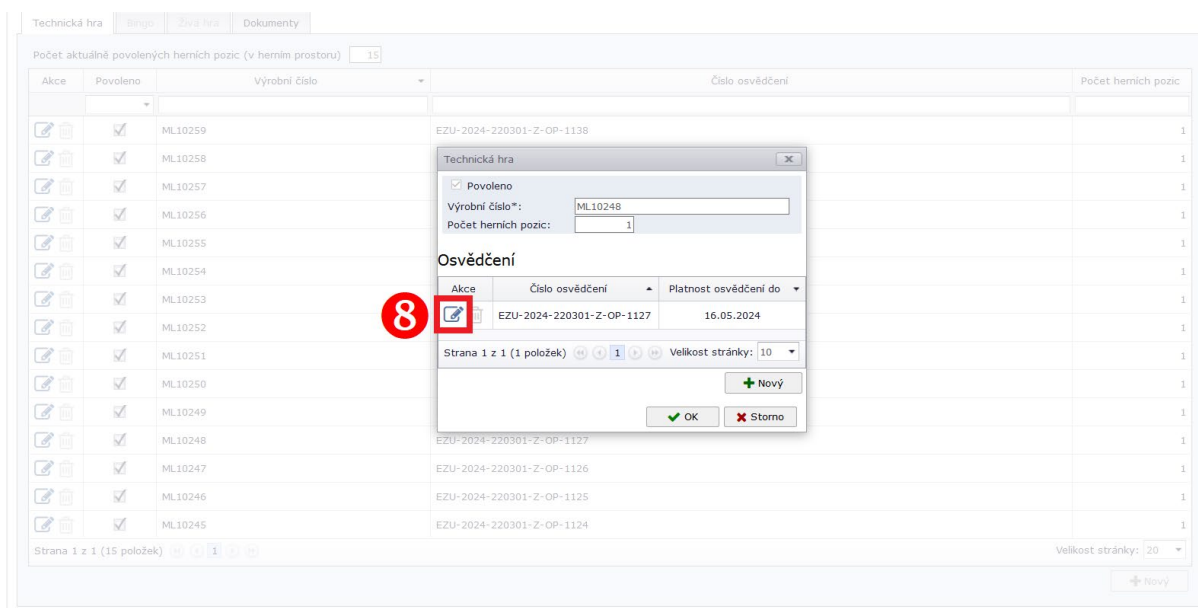 Technická hra Bingo Živá hra Dokumenty
Počet aktuálně povolených herních pozic (v herním prostoru) 15
Akce Povoleno Výrobní číslo Číslo osvědčení Počet herních pozic
ML10259 EZU-2024-220301-Z-OP-1138 1
ML10258 1
ML10257 1
ML10256 1
ML10255 1
ML10254 1
ML10253 1
ML10252 1
ML10251 1
ML10250 1
ML10249 1
ML10248 EZU-2024-220301-Z-OP-1127 1
ML10247 EZU-2024-220301-Z-OP-1126 1
ML10246 EZU-2024-220301-Z-OP-1125 1
ML10245 EZU-2024-220301-Z-OP-1124 1
Strana 1 z 1 (15 položek) 1 Velikost stránky: 20
Nový
Technická hra
Povoleno
Výrobní číslo*: ML10248
Počet herních pozic: 1
Osvědčení
Akce Číslo osvědčení Platnost osvědčení do
8 EZU-2024-220301-Z-OP-1127 16.05.2024
Strana 1 z 1 (1 položek) 1 Velikost stránky: 10
Nový
OK Storno